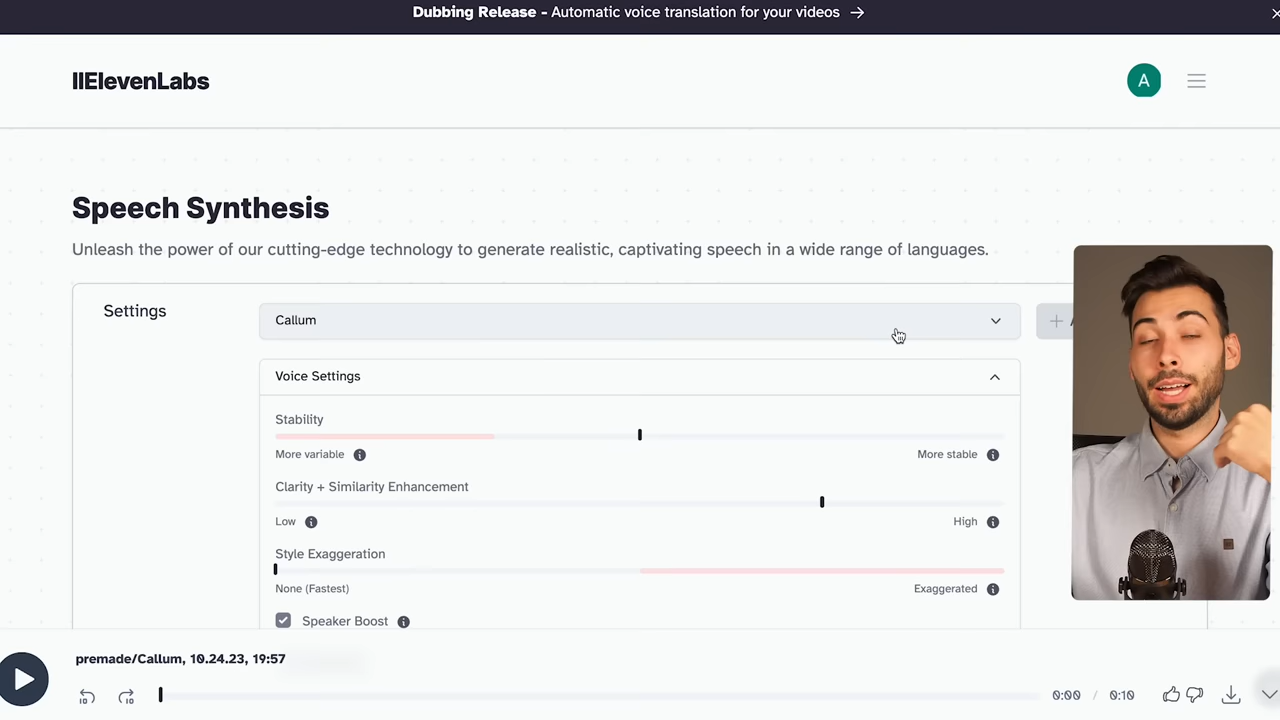 Dubbing Release - Automatic voice translation for your videos →
IIElevenLabs
A
Speech Synthesis
Unleash the power of our cutting-edge technology to generate realistic, captivating speech in a wide range of languages.
Settings
Callum
+
Voice Settings
Stability
More variable
More stable
Clarity + Similarity Enhancement
Low
High
Style Exaggeration
None (Fastest)
Exaggerated
Speaker Boost
premade/Callum, 10.24.23, 19:57
10
10
0:00 / 0:10